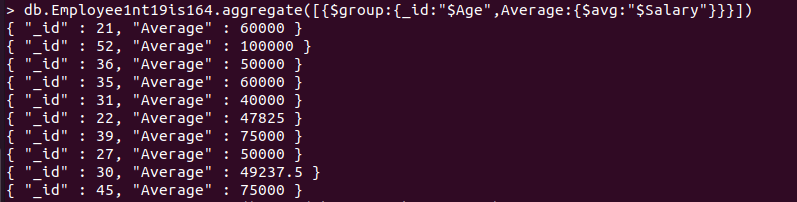 > db.Employee1nt19is164.aggregate([{$group:{_id:"$Age",Average:{$avg:"$Salary"}}}])
{ "_id" : 21, "Average" : 60000 }
{ "_id" : 52, "Average" : 100000 }
{ "_id" : 36, "Average" : 50000 }
{ "_id" : 35, "Average" : 60000 }
{ "_id" : 31, "Average" : 40000 }
{ "_id" : 22, "Average" : 47825 }
{ "_id" : 39, "Average" : 75000 }
{ "_id" : 27, "Average" : 50000 }
{ "_id" : 30, "Average" : 49237.5 }
{ "_id" : 45, "Average" : 75000 }